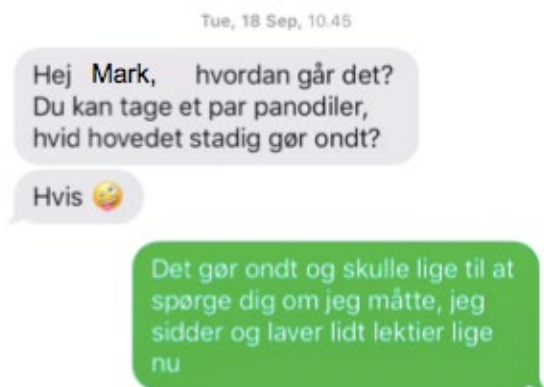 Tue, 18 Sep, 10.45
Hej Mark, hvordan går det?
Du kan tage et par panodiler,
hvid hovedet stadig gør ondt?
Hvis 🤪
Det gør ondt og skulle lige til at
spørge dig om jeg måtte, jeg
sidder og laver lidt lektier lige
nu